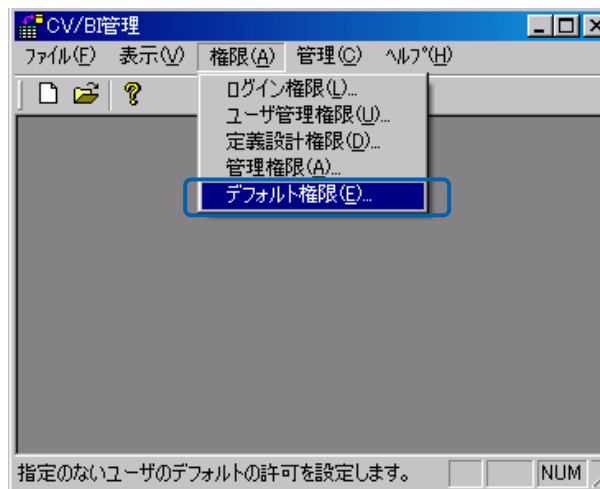 CV/BI管理
ファイル(F) 表示(V) 権限(A) 管理(C) ヘルプ(H)
ログイン権限(L)...
ユーザ管理権限(U)...
定義設計権限(D)...
管理権限(A)...
デフォルト権限(E)...
指定のないユーザのデフォルトの許可を設定します。 NUM